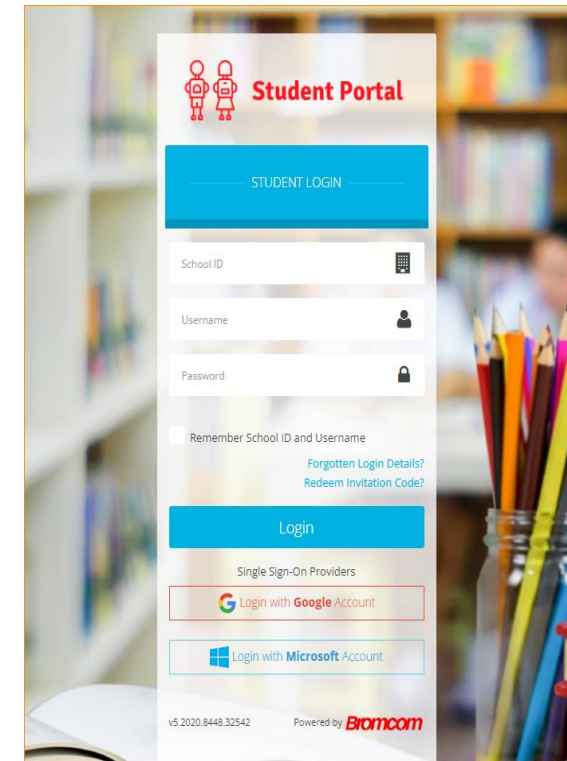 Student Portal
STUDENT LOGIN
School ID
Username
Password
Remember School ID and Username
Forgotten Login Details?
Redeem Invitation Code?
Login
Single Sign-On Providers
Login with Google Account
Login with Microsoft Account
v5.2020.8448.32542 Powered by Bromcom